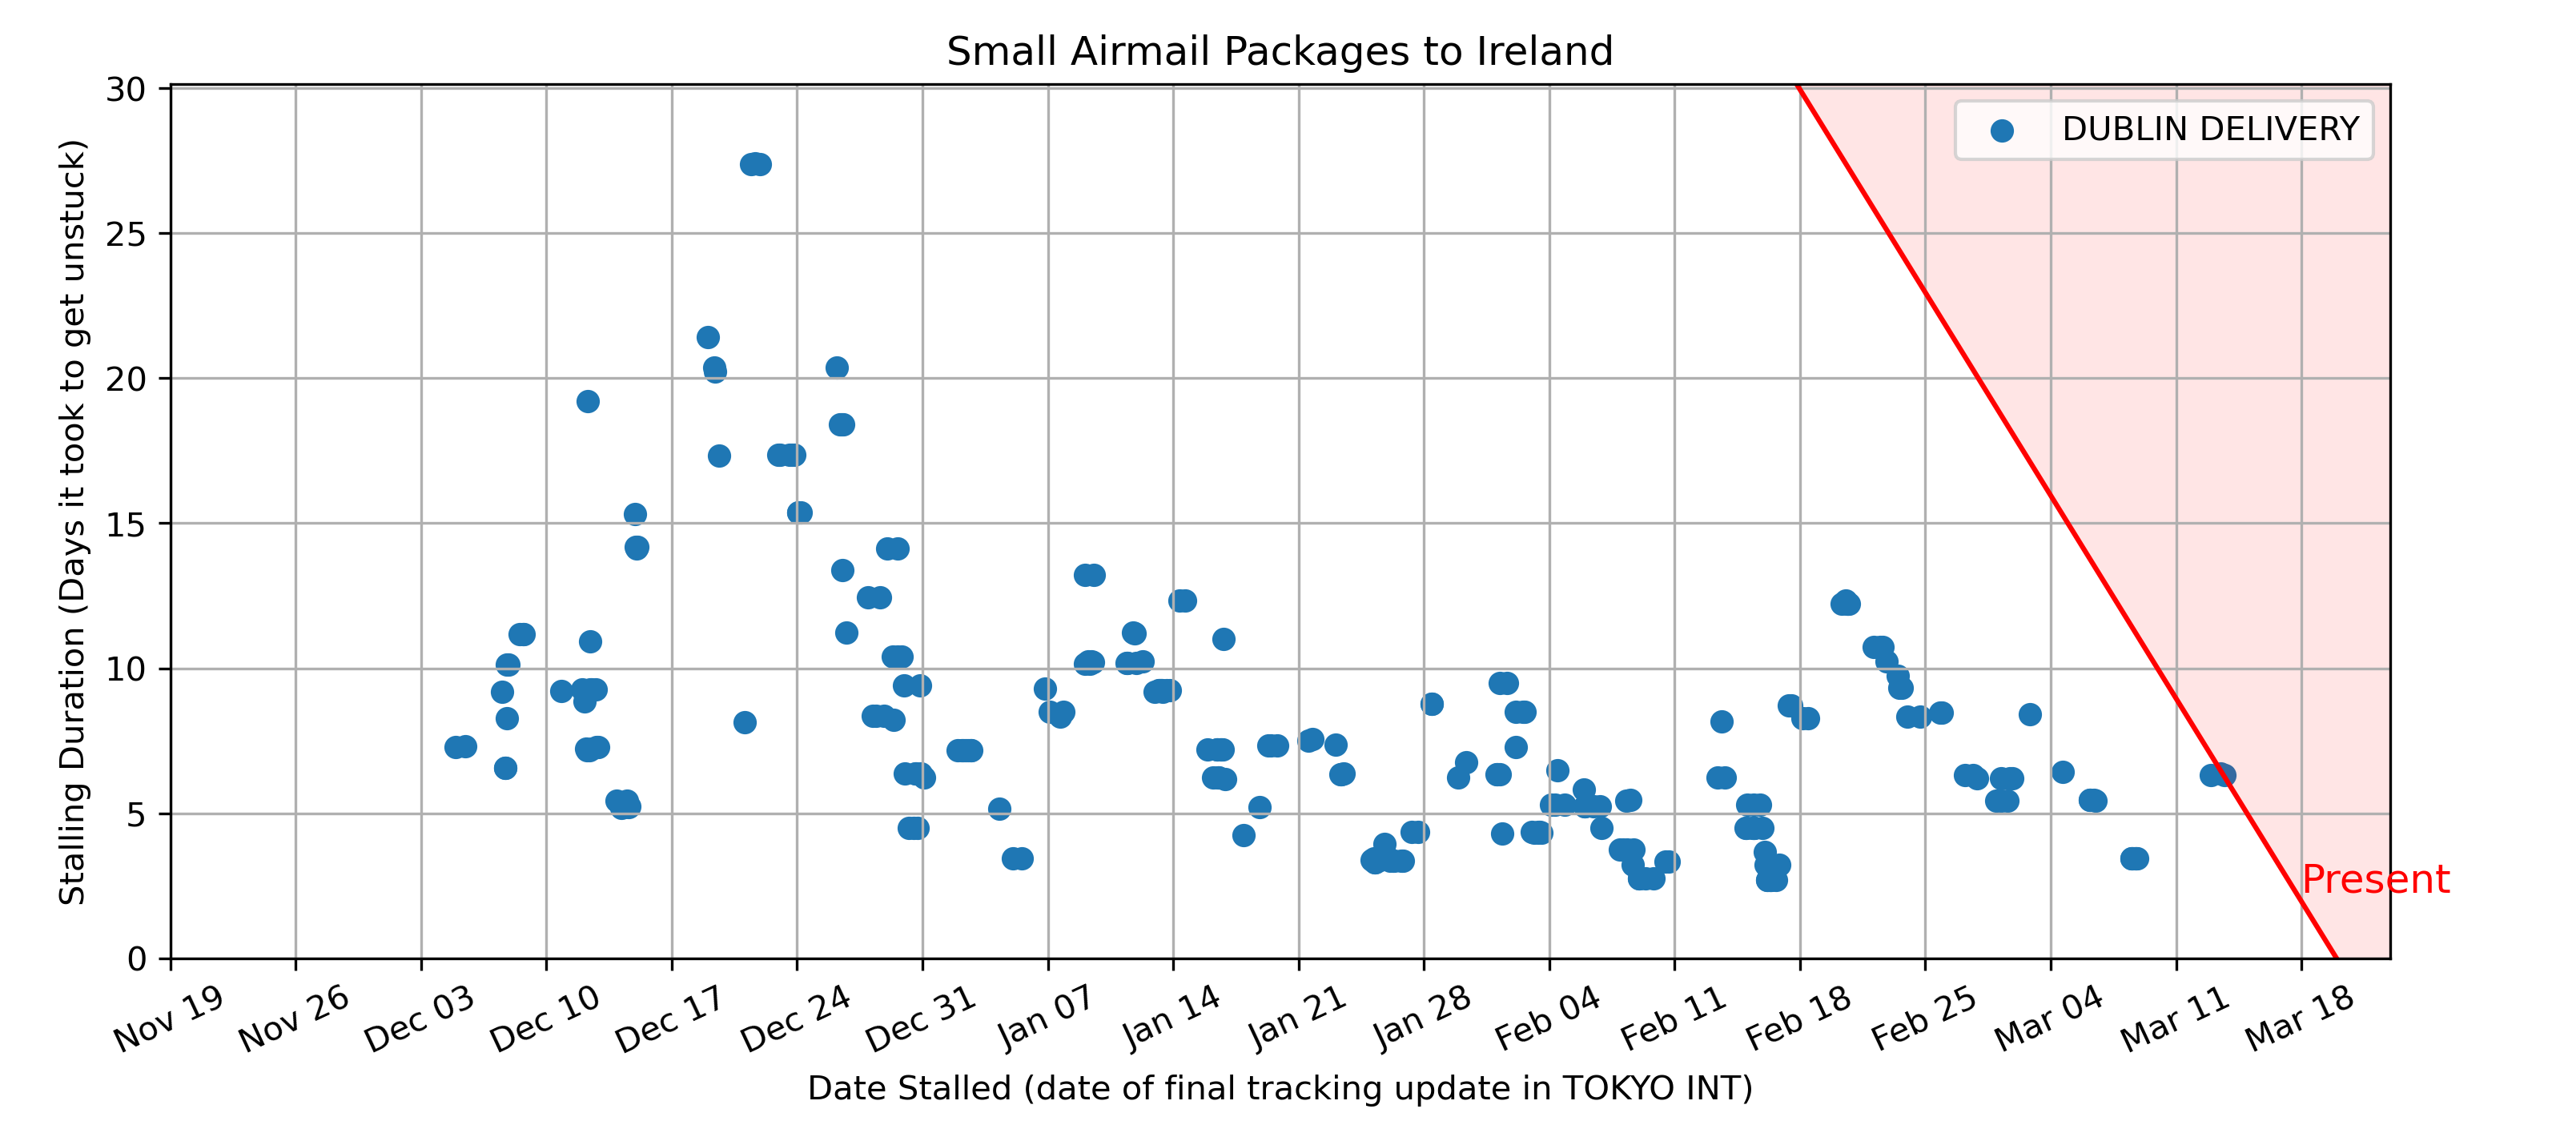 Small Airmail Packages to Ireland
30
25
20
15
10
5
0
Stalling Duration (Days it took to get unstuck)
DUBLIN DELIVERY
Present
Nov 19
Nov 26
Dec 03
Dec 10
Dec 17
Dec 24
Dec 31
Jan 07
Jan 14
Jan 21
Jan 28
Feb 04
Feb 11
Feb 18
Feb 25
Mar 04
Mar 11
Mar 18
Date Stalled (date of final tracking update in TOKYO INT)